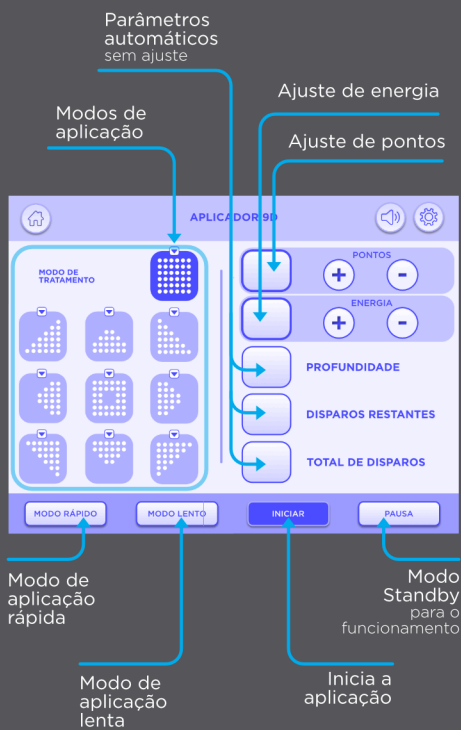 Parâmetros
automáticos
sem ajuste
Ajuste de energia
Modos de
aplicação
Ajuste de pontos
APLICADOR 9D
MODO DE
TRATAMENTO
PONTOS
+ -
ENERGIA
+ -
PROFUNDIDADE
DISPAROS RESTANTES
TOTAL DE DISPAROS
MODO RÁPIDO
MODO LENTO
INICIAR
PAUSA
Modo de
aplicação
rápida
Modo
Standby
para o
funcionamento
Modo de
aplicação
lenta
Inicia a
aplicação